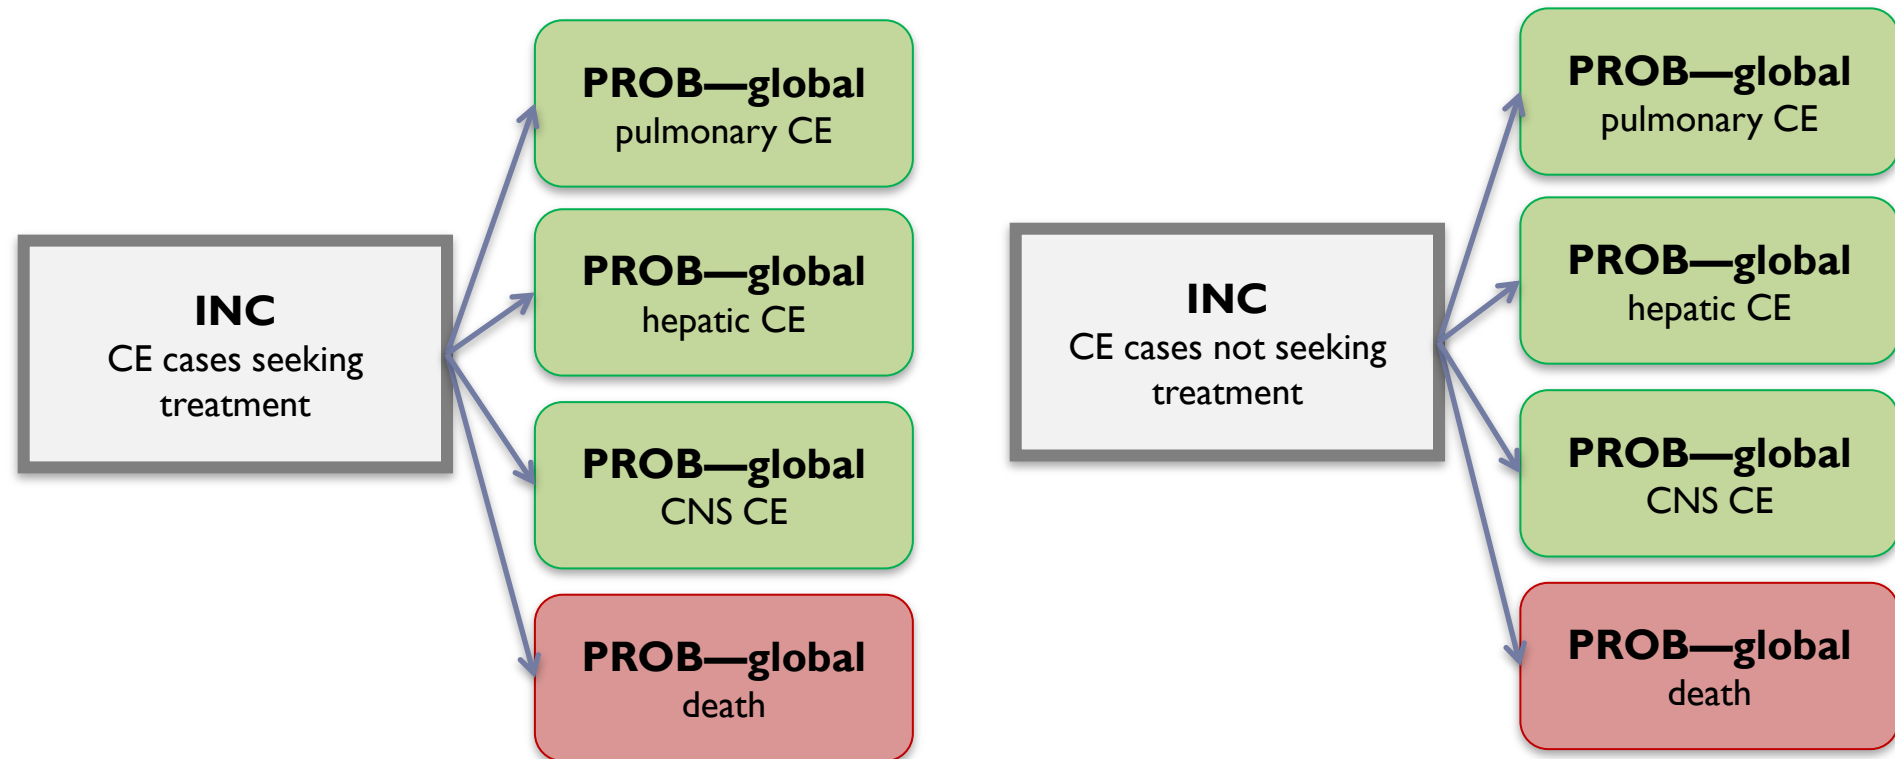 INC
CE cases seeking
treatment
PROB—global
pulmonary CE
PROB—global
hepatic CE
PROB—global
CNS CE
PROB—global
death
INC
CE cases not seeking
treatment
PROB—global
pulmonary CE
PROB—global
hepatic CE
PROB—global
CNS CE
PROB—global
death